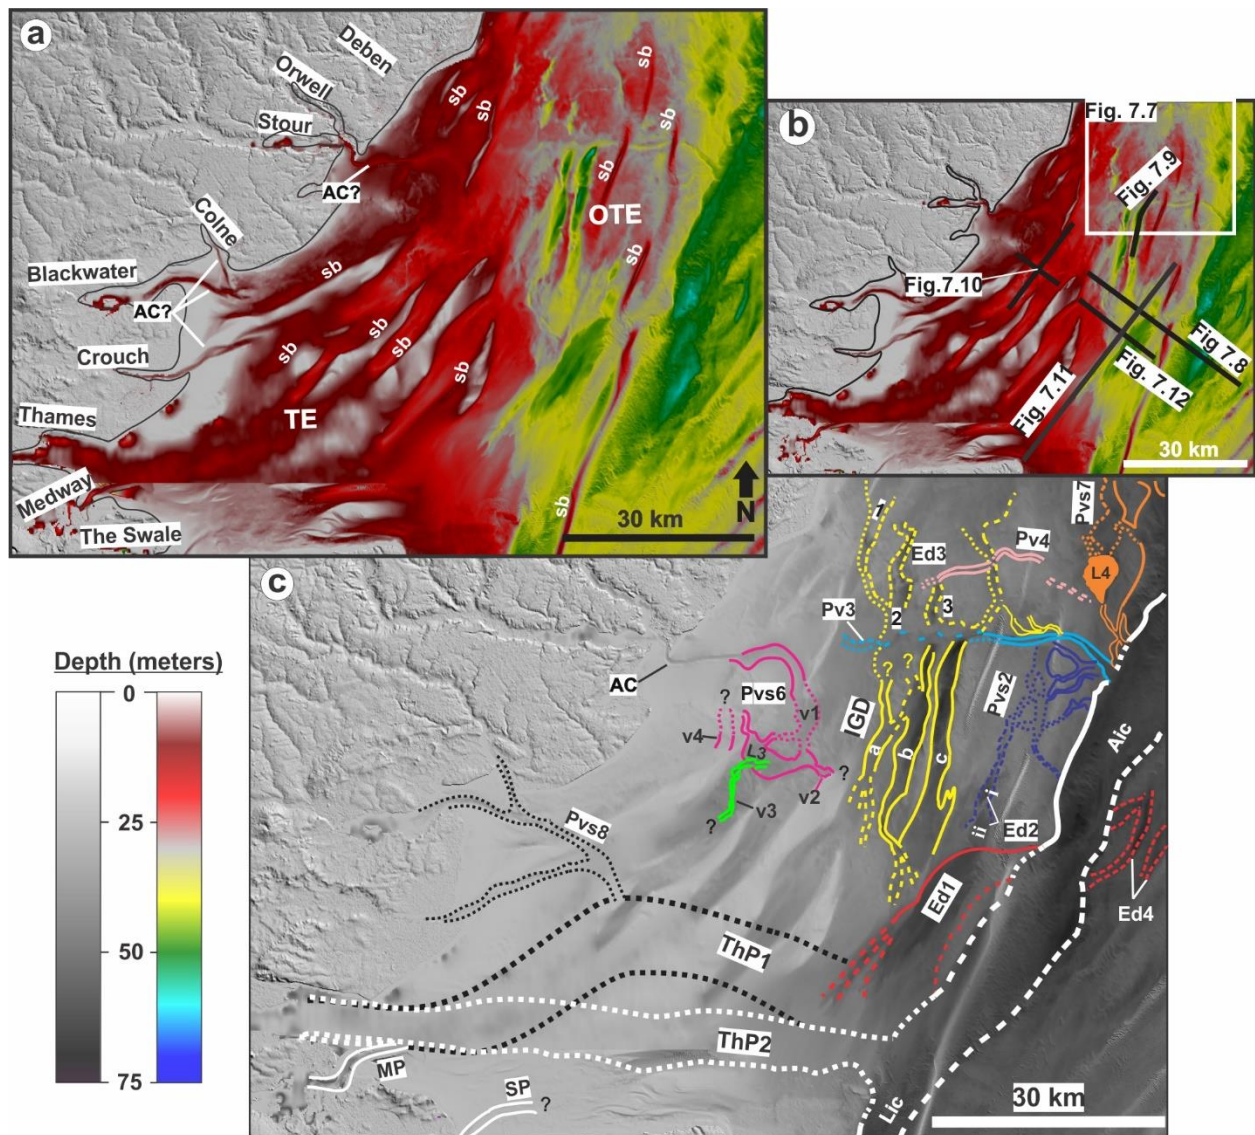 a
Deben
Orwell
Stour
AC?
Colne
Blackwater
AC?
Crouch
Thames
Medway
The Swale
TE
OTE
sb
sb
sb
sb
sb
sb
sb
sb
sb
sb
sb
sb
N
30 km
b
Fig. 7.7
Fig. 7.9
Fig.7.10
Fig 7.8
Fig. 7.12
Fig. 7.11
30 km
c
1
Ed3
Pv4
Pvs7
L4
Pv3
2
3
AC
Pvs6
?
v1
v4
L3
v2
?
v3
?
IGD
?
?
a
b
c
Pvs2
i
ii
Ed2
Aic
Ed4
Pvs8
Ed1
ThP1
ThP2
MP
SP
?
Lic
30 km
Depth (meters)
0
25
50
75